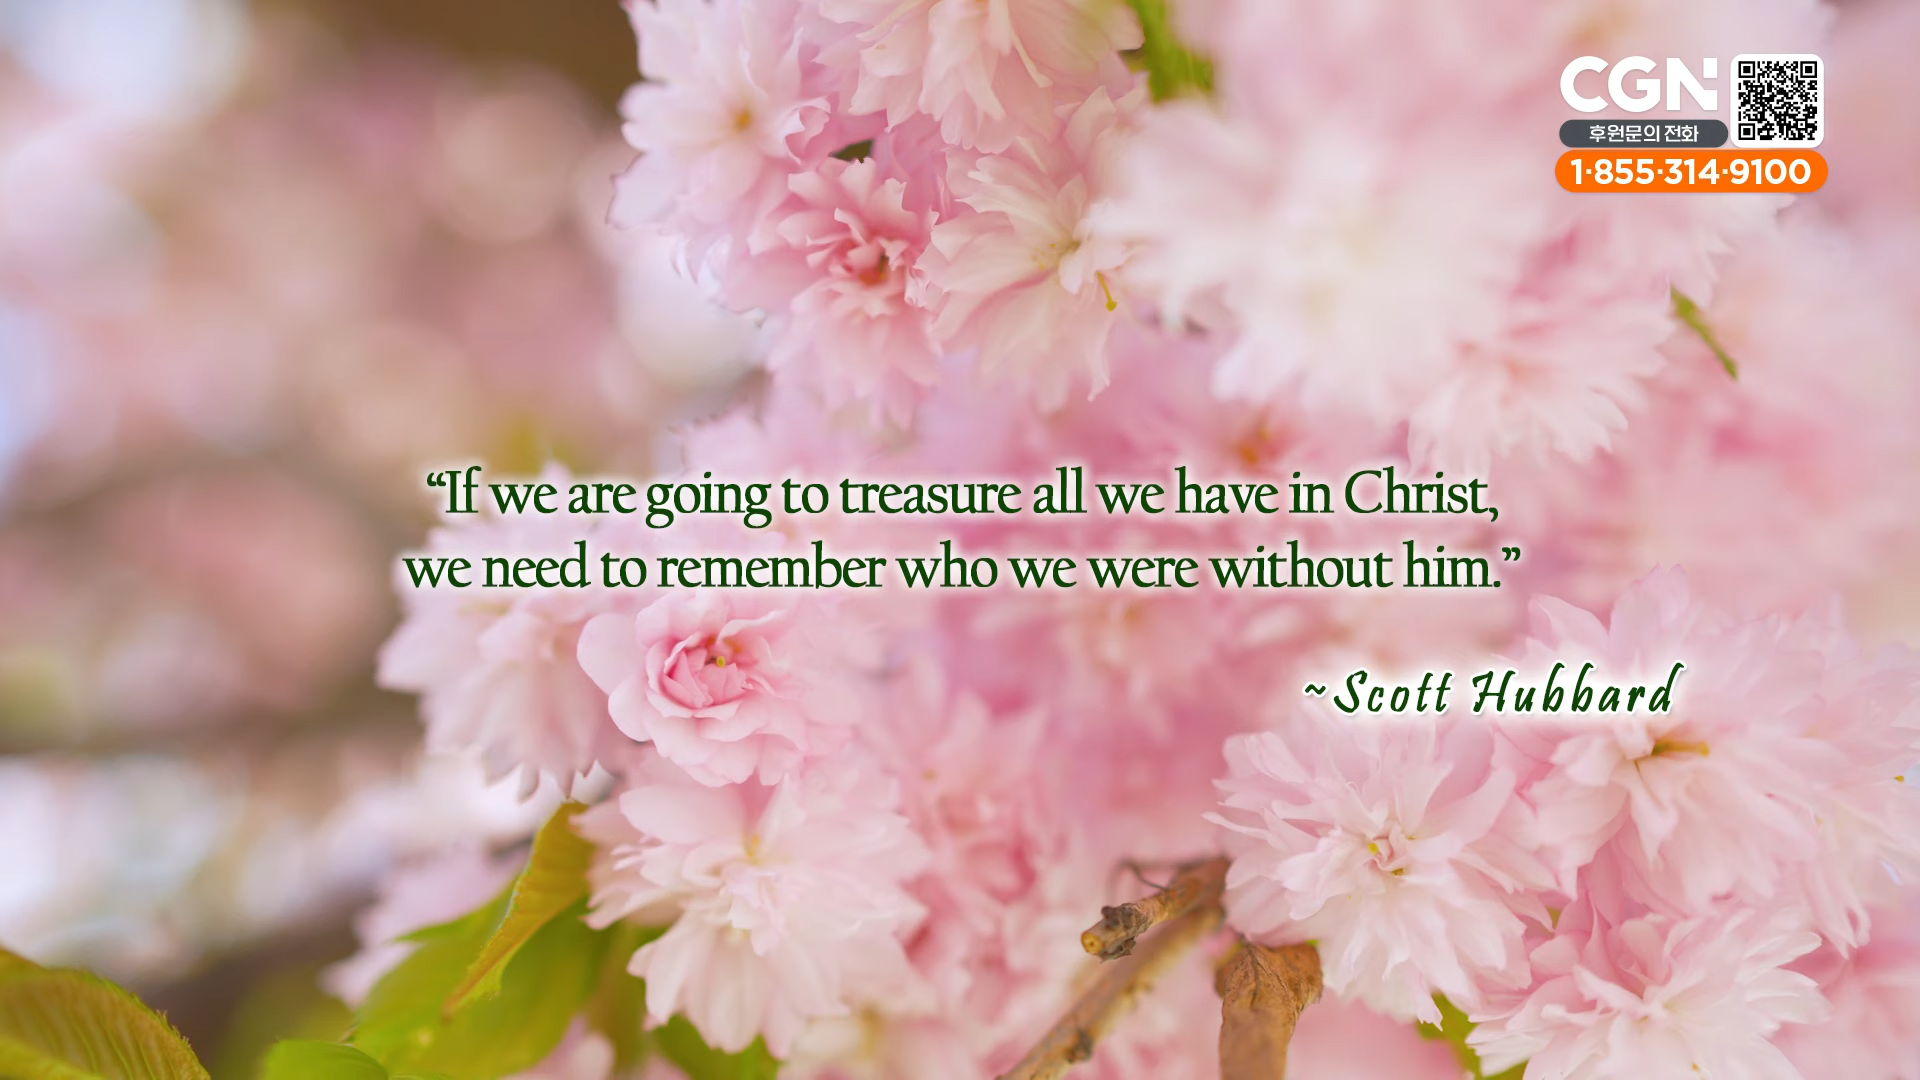 CGN
후원문의 전화
1·855·314·9100
“If we are going to treasure all we have in Christ,
we need to remember who we were without him.”
~Scott Hubbard